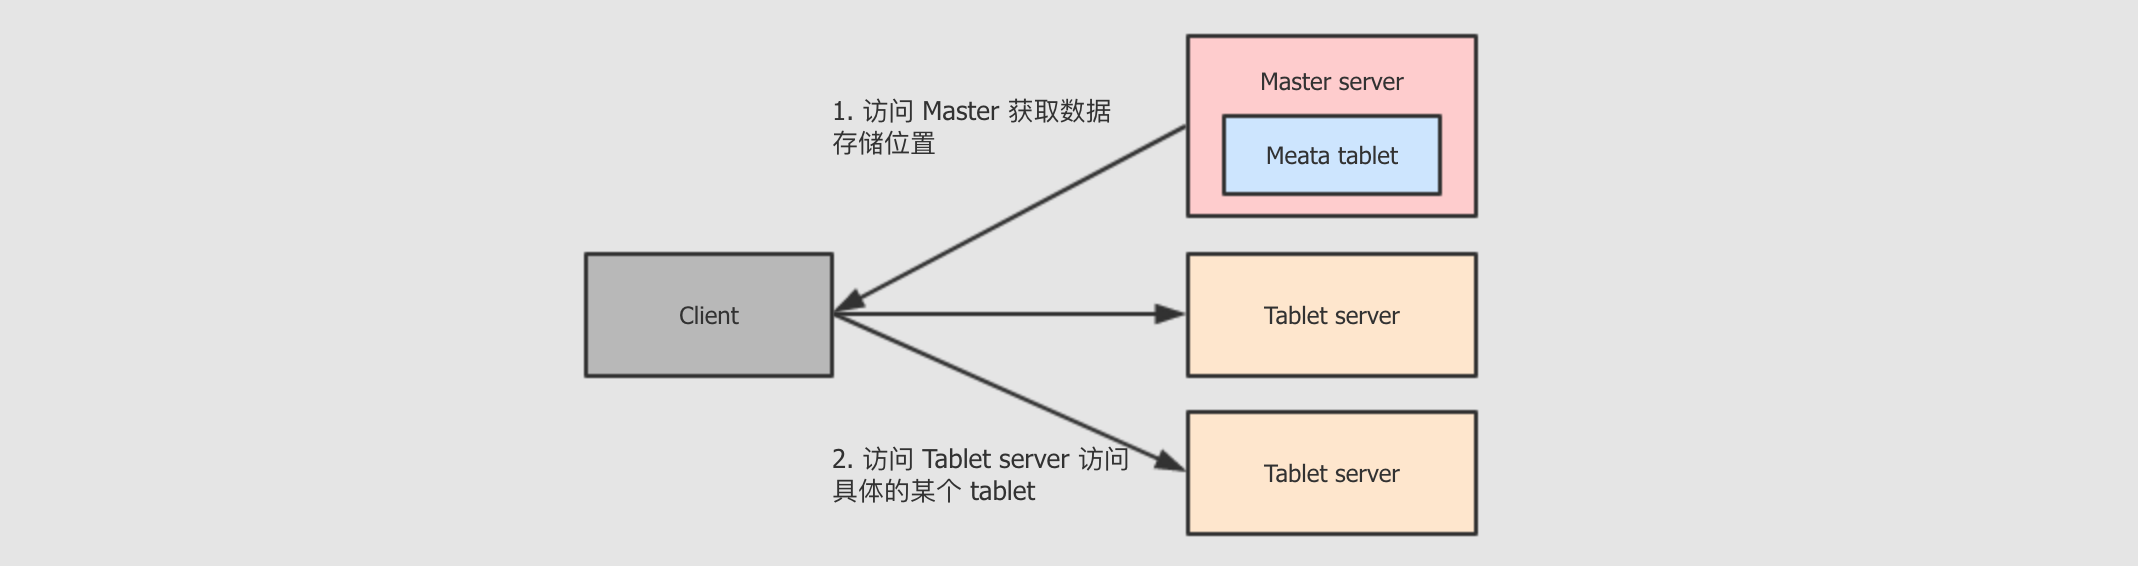 Master server
1. 访问 Master 获取数据
存储位置
Meata tablet
Client
Tablet server
2. 访问 Tablet server 访问
具体的某个 tablet
Tablet server